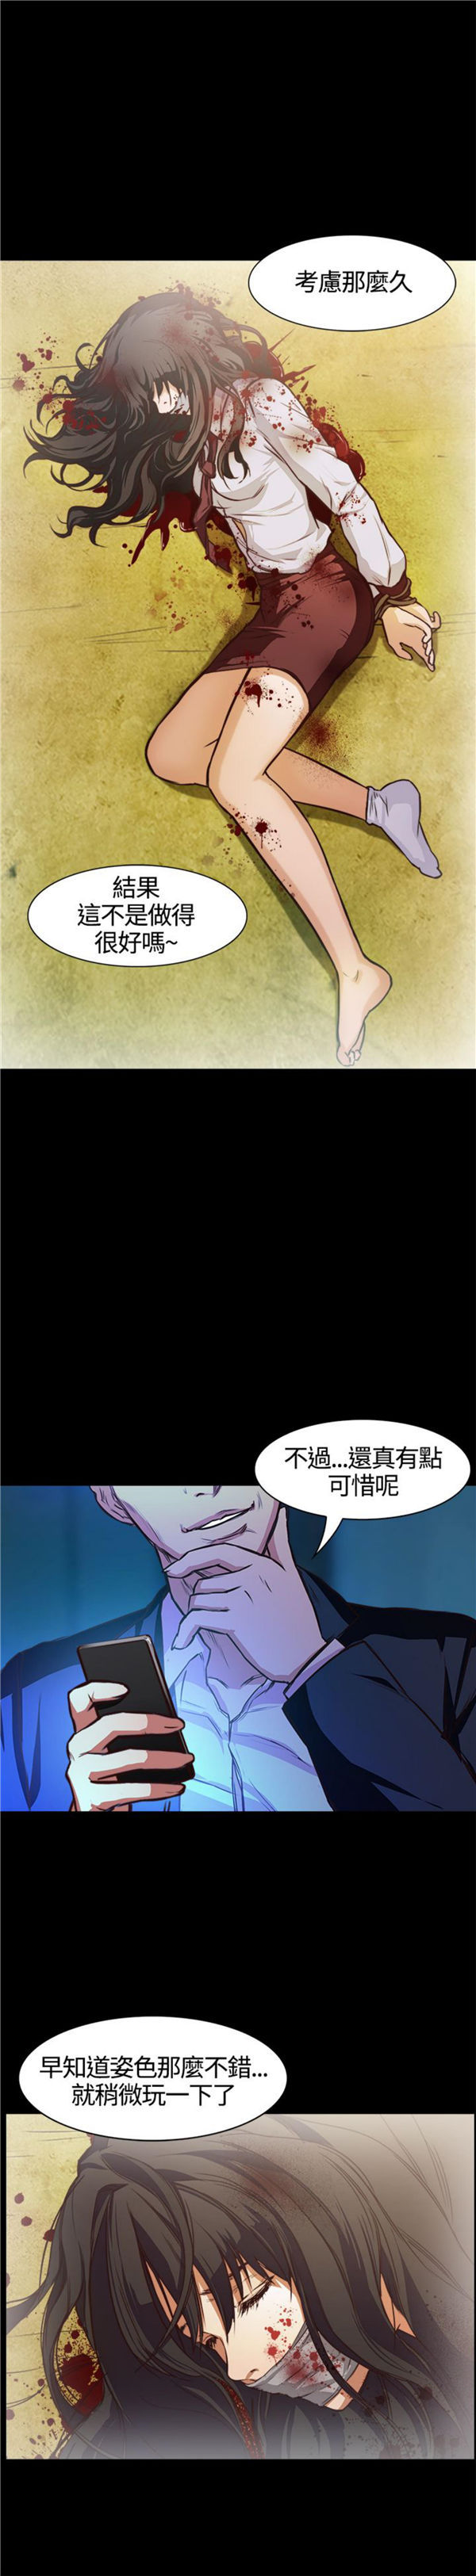 考慮那麼久
結果
這不是做得
很好嗎~
不過...還真有點
可惜呢
早知道姿色那麼不錯...
就稍微玩一下了